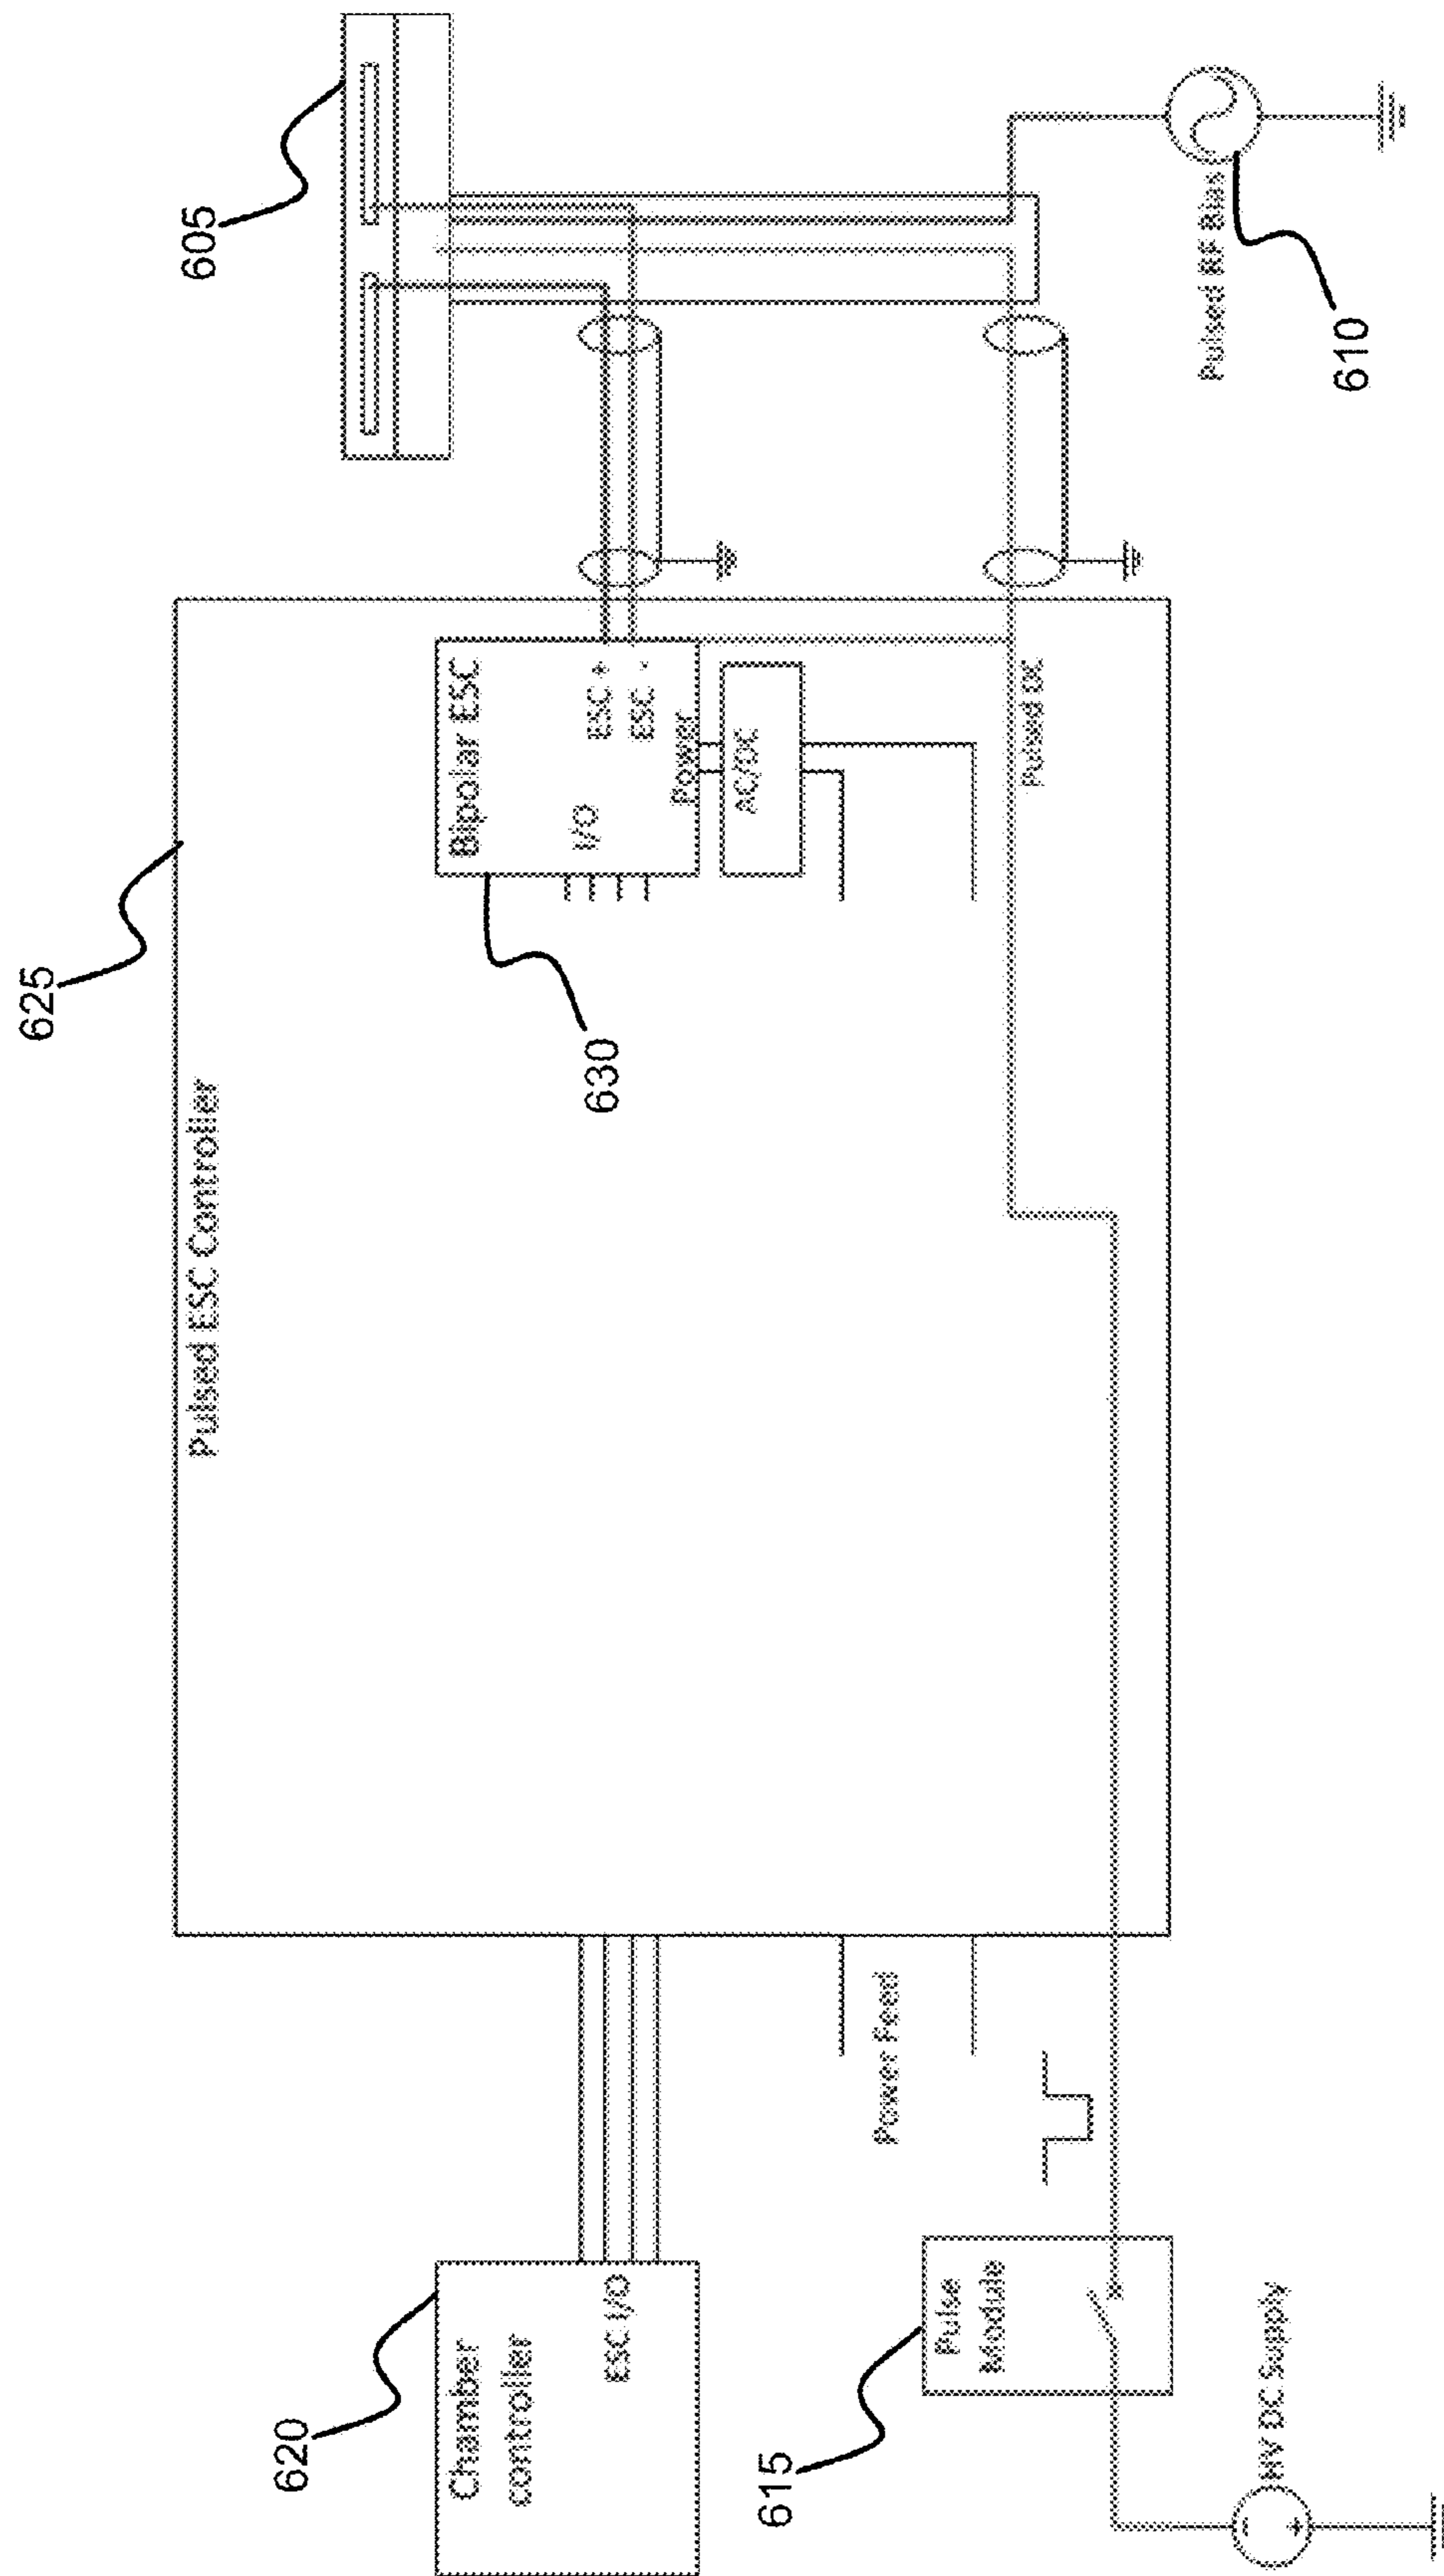 625
Pulsed ESC Controller
605
620
Chamber
controller
ESC I/O
630
Bipolar ESC
I/O
ESC +
ESC -
Power
AC/DC
Power Feed
Pulsed DC
615
Pulse
Module
HV DC Supply
-
+
Pulsed RF Bias
610